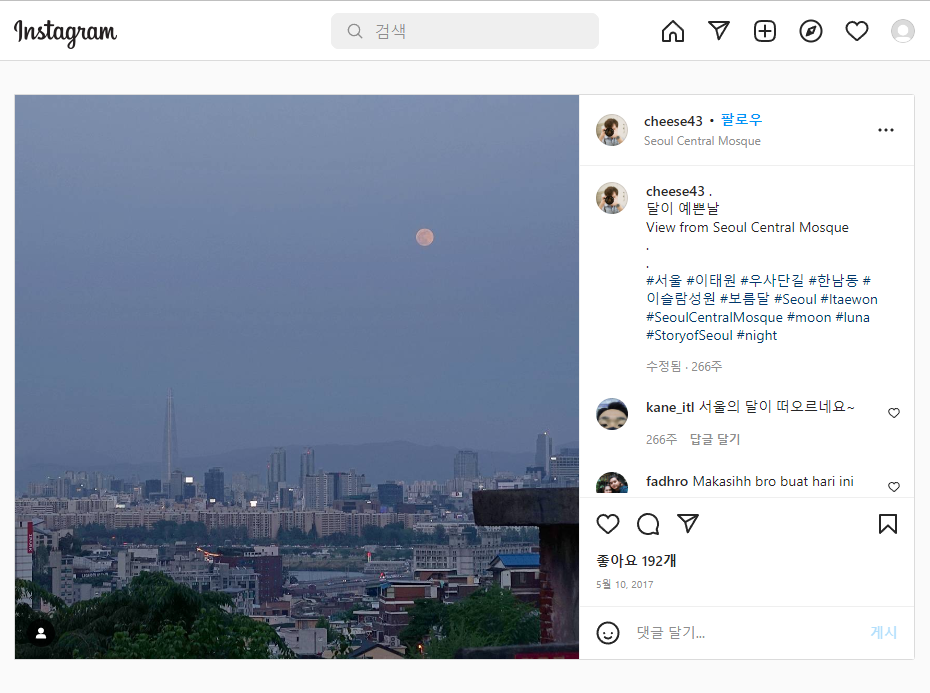 Instagram
검색
cheese43 • 팔로우
Seoul Central Mosque
cheese43 .
달이 예쁜날
View from Seoul Central Mosque
.
.
#서울 #이태원 #우사단길 #한남동 #
이슬람성원 #보름달 #Seoul #Itaewon
#SeoulCentralMosque #moon #luna
#StoryofSeoul #night
수정됨 · 266주
kane_itl 서울의 달이 떠오르네요~
266주 답글 달기
fadhro Makasihh bro buat hari ini
좋아요 192개
5월 10, 2017
댓글 달기...
게시